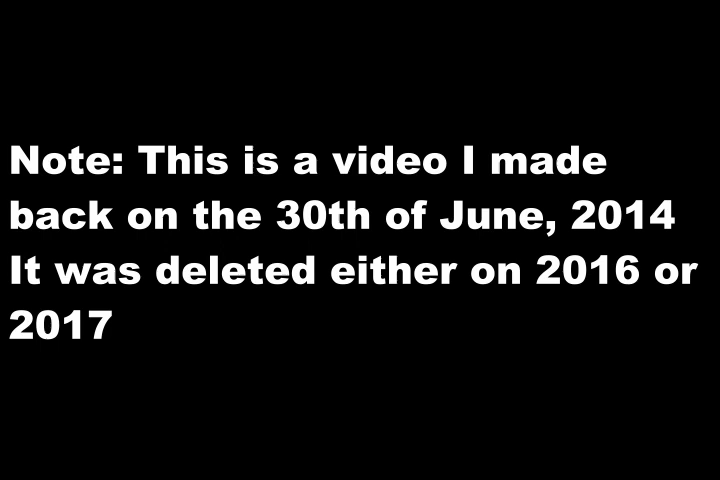 Note: This is a video I made
back on the 30th of June, 2014
It was deleted either on 2016 or
2017